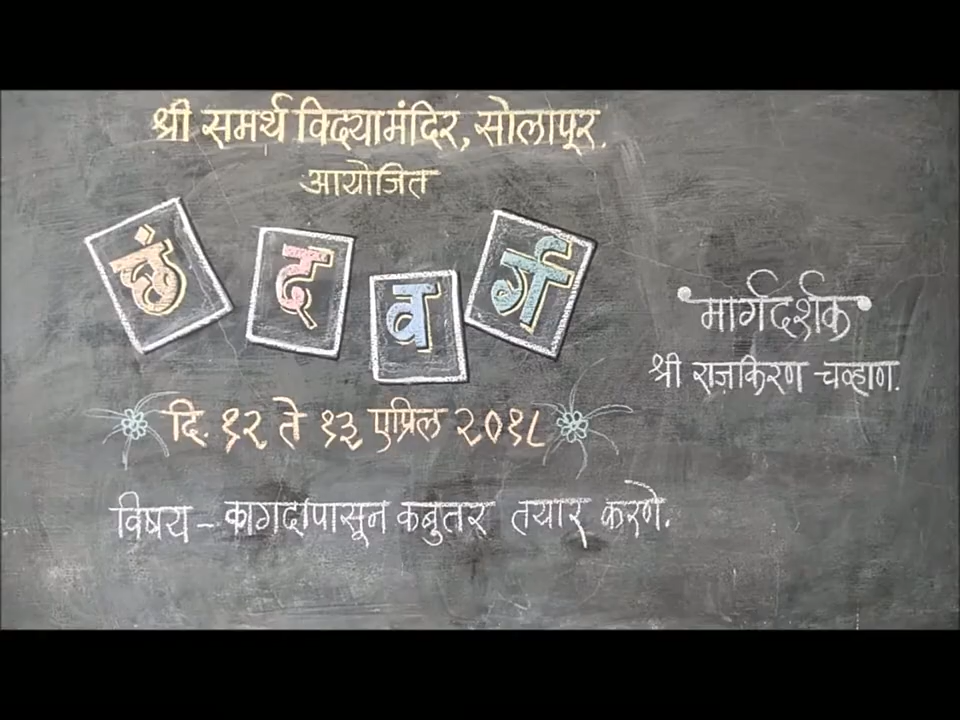 श्री समर्थ विद्यामंदिर, सोलापूर.
आयोजित
छंद वर्ग
मार्गदर्शक
श्री राजकिरण चव्हाण.
दि. १२ ते १३ एप्रिल २०१८
विषय – कागदापासून कबुतर तयार करणे.